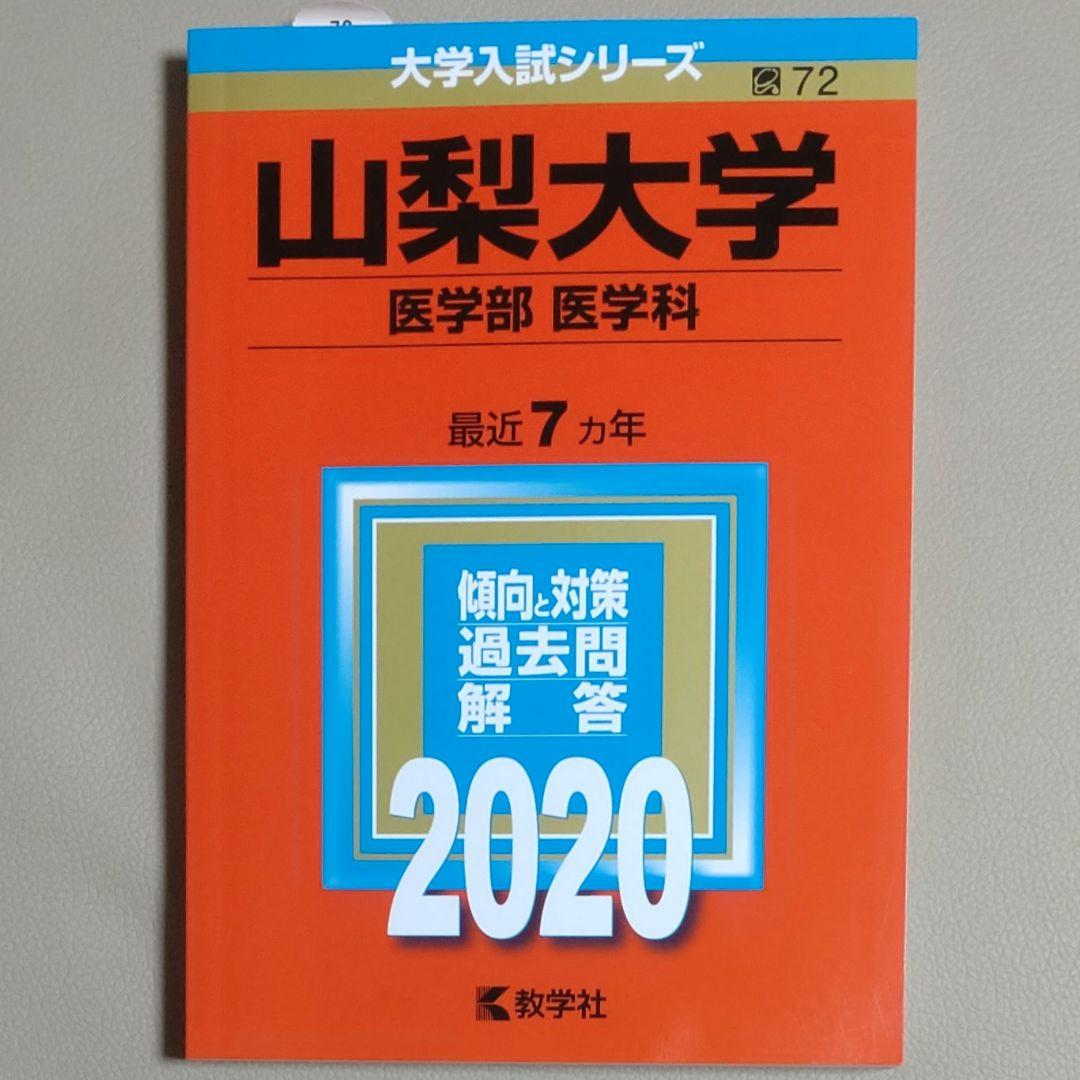 大学入試シリーズ
72
山梨大学
医学部 医学科
最近7カ年
傾向と対策
過去問
解答
2020
教学社